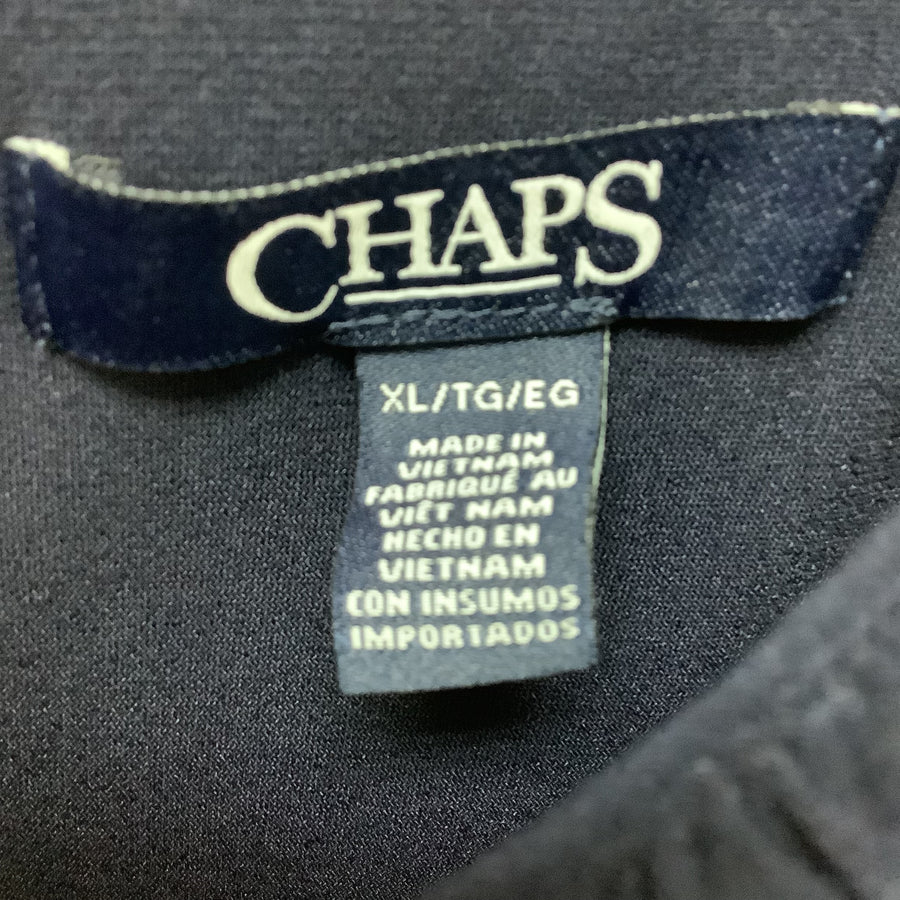 CHAPS
XL/TG/EG
MADE IN
VIETNAM
FABRIQUÉ AU
VIÊT NAM
HECHO EN
VIETNAM
CON INSUMOS
IMPORTADOS